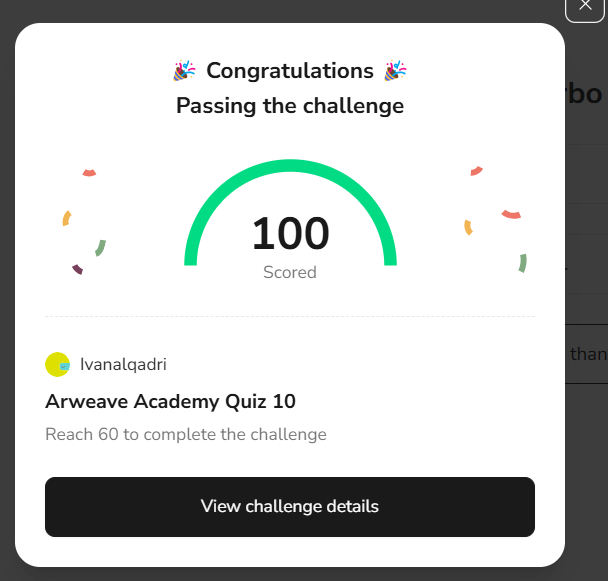 🎉 Congratulations 🎉
Passing the challenge
100
Scored
Ivanalqadri
Arweave Academy Quiz 10
Reach 60 to complete the challenge
View challenge details
than